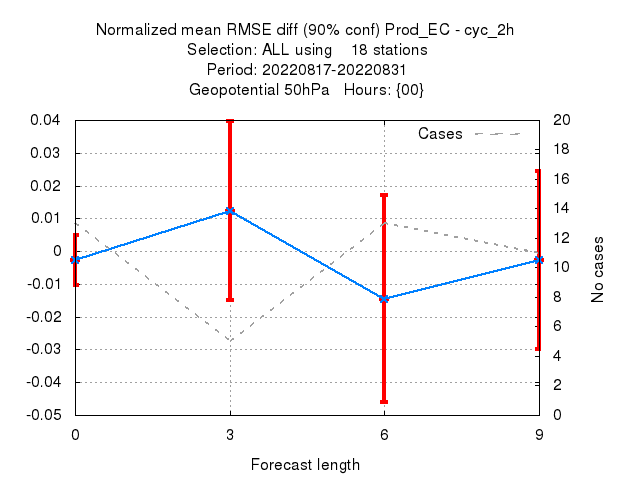 Normalized mean RMSE diff (90% conf) Prod_EC - cyc_2h
Selection: ALL using 18 stations
Period: 20220817-20220831
Geopotential 50hPa Hours: {00}
Cases
0.04
0.03
0.02
0.01
0
-0.01
-0.02
-0.03
-0.04
-0.05
20
18
16
14
12
10
8
6
4
2
0
No cases
0 3 6 9
Forecast length